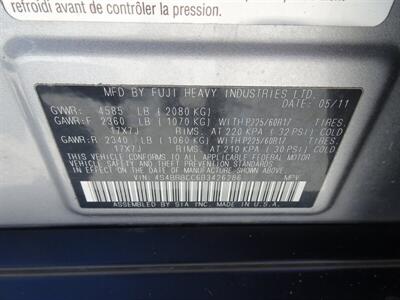 refroidi avant de contrôler la pression.
MFD BY FUJI HEAVY INDUSTRIES LTD.
DATE: 05/11
GVWR: 4585 LB (2080 KG)
GAWR:F 2360 LB (1070 KG) WITH P225/60R17 TIRES.
17X7J RIMS. AT 220 KPA (32 PSI) COLD
GAWR:R 2340 LB (1060 KG) WITH P225/60R17 TIRES.
17X7J RIMS. AT 210 KPA (30 PSI) COLD
THIS VEHICLE CONFORMS TO ALL APPLICABLE FEDERAL MOTOR
VEHICLE SAFETY, BUMPER AND THEFT PREVENTION STANDARDS
IN EFFECT ON THE DATE OF MANUFACTURE SHOWN ABOVE.
VIN: 4S4BRBCC6B3426286 MPV
ASSEMBLED BY SIA INC. IN U.S.A.